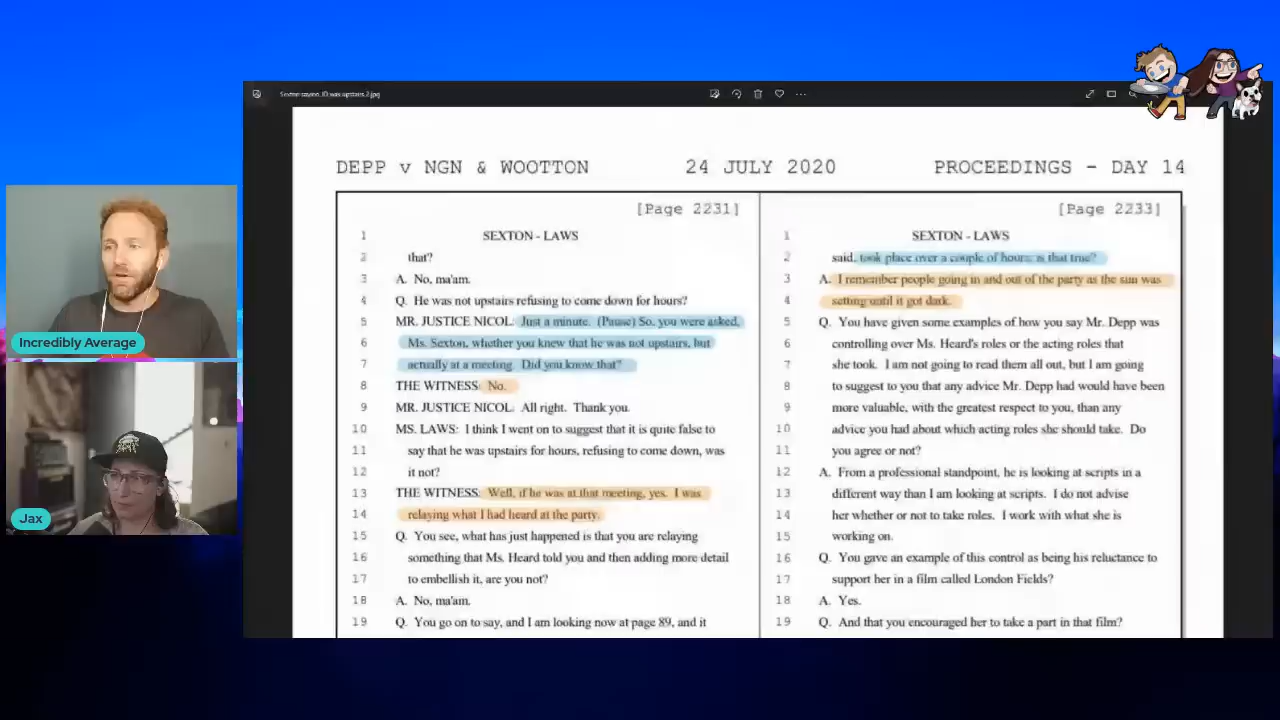 Sexton saying JD was upstairs 2.jpg
DEPP v NGN & WOOTTON 24 JULY 2020 PROCEEDINGS - DAY 14
[Page 2231]
1 SEXTON - LAWS
2 that?
3 A. No, ma'am.
4 Q. He was not upstairs refusing to come down for hours?
5 MR. JUSTICE NICOL: Just a minute. (Pause) So, you were asked,
6 Ms. Sexton, whether you knew that he was not upstairs, but
7 actually at a meeting. Did you know that?
8 THE WITNESS: No.
9 MR. JUSTICE NICOL: All right. Thank you.
10 MS. LAWS: I think I went on to suggest that it is quite false to
11 say that he was upstairs for hours, refusing to come down, was
12 it not?
13 THE WITNESS: Well, if he was at that meeting, yes. I was
14 relaying what I had heard at the party.
15 Q. You see, what has just happened is that you are relaying
16 something that Ms. Heard told you and then adding more detail
17 to embellish it, are you not?
18 A. No, ma'am.
19 Q. You go on to say, and I am looking now at page 89, and it
[Page 2233]
1 SEXTON - LAWS
2 said, took place over a couple of hours; is that true?
3 A. I remember people going in and out of the party as the sun was
4 setting until it got dark.
5 Q. You have given some examples of how you say Mr. Depp was
6 controlling over Ms. Heard's roles or the acting roles that
7 she took. I am not going to read them all out, but I am going
8 to suggest to you that any advice Mr. Depp had would have been
9 more valuable, with the greatest respect to you, than any
10 advice you had about which acting roles she should take. Do
11 you agree or not?
12 A. From a professional standpoint, he is looking at scripts in a
13 different way than I am looking at scripts. I do not advise
14 her whether or not to take roles. I work with what she is
15 working on.
16 Q. You gave an example of this control as being his reluctance to
17 support her in a film called London Fields?
18 A. Yes.
19 Q. And that you encouraged her to take a part in that film?
Incredibly Average
Jax